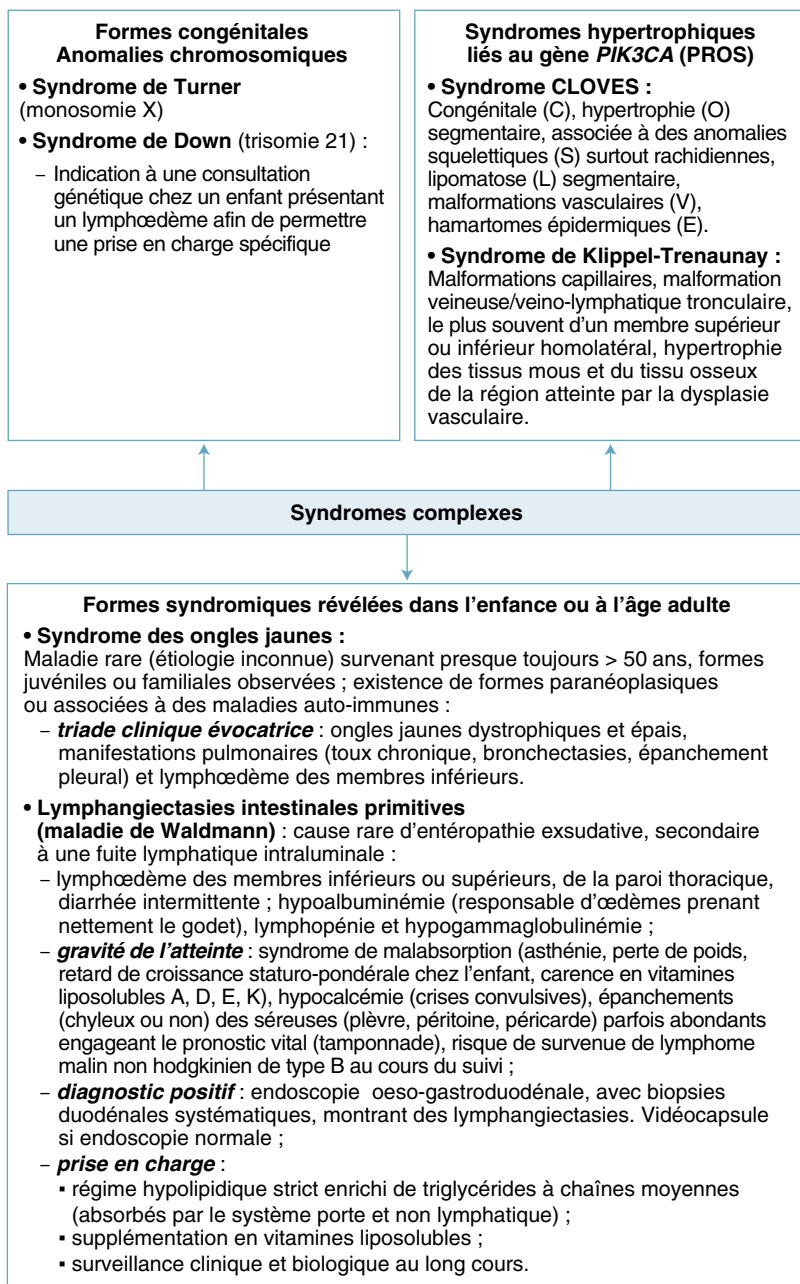 Formes congénitales
Anomalies chromosomiques
• Syndrome de Turner
(monosomie X)
• Syndrome de Down (trisomie 21) :
– Indication à une consultation
génétique chez un enfant présentant
un lymphœdème afin de permettre
une prise en charge spécifique
Syndromes hypertrophiques
liés au gène PIK3CA (PROS)
• Syndrome CLOVES :
Congénitale (C), hypertrophie (O)
segmentaire, associée à des anomalies
squelettiques (S) surtout rachidiennes,
lipomatose (L) segmentaire,
malformations vasculaires (V),
hamartomes épidermiques (E).
• Syndrome de Klippel-Trenaunay :
Malformations capillaires, malformation
veineuse/veino-lymphatique tronculaire,
le plus souvent d’un membre supérieur
ou inférieur homolatéral, hypertrophie
des tissus mous et du tissu osseux
de la région atteinte par la dysplasie
vasculaire.
Syndromes complexes
Formes syndromiques révélées dans l’enfance ou à l’âge adulte
• Syndrome des ongles jaunes :
Maladie rare (étiologie inconnue) survenant presque toujours > 50 ans, formes
juvéniles ou familiales observées ; existence de formes paranéoplasiques
ou associées à des maladies auto-immunes :
– triade clinique évocatrice : ongles jaunes dystrophiques et épais,
manifestations pulmonaires (toux chronique, bronchectasies, épanchement
pleural) et lymphœdème des membres inférieurs.
• Lymphangiectasies intestinales primitives
(maladie de Waldmann) : cause rare d’entéropathie exsudative, secondaire
à une fuite lymphatique intraluminale :
– lymphœdème des membres inférieurs ou supérieurs, de la paroi thoracique,
diarrhée intermittente ; hypoalbuminémie (responsable d’œdèmes prenant
nettement le godet), lymphopénie et hypogammaglobulinémie ;
– gravité de l’atteinte : syndrome de malabsorption (asthénie, perte de poids,
retard de croissance staturo-pondérale chez l’enfant, carence en vitamines
liposolubles A, D, E, K), hypocalcémie (crises convulsives), épanchements
(chyleux ou non) des séreuses (plèvre, péritoine, péricarde) parfois abondants
engageant le pronostic vital (tamponnade), risque de survenue de lymphome
malin non hodgkinien de type B au cours du suivi ;
– diagnostic positif : endoscopie oeso-gastroduodénale, avec biopsies
duodénales systématiques, montrant des lymphangiectasies. Vidéocapsule
si endoscopie normale ;
– prise en charge :
▪ régime hypolipidique strict enrichi de triglycérides à chaînes moyennes
(absorbés par le système porte et non lymphatique) ;
▪ supplémentation en vitamines liposolubles ;
▪ surveillance clinique et biologique au long cours.